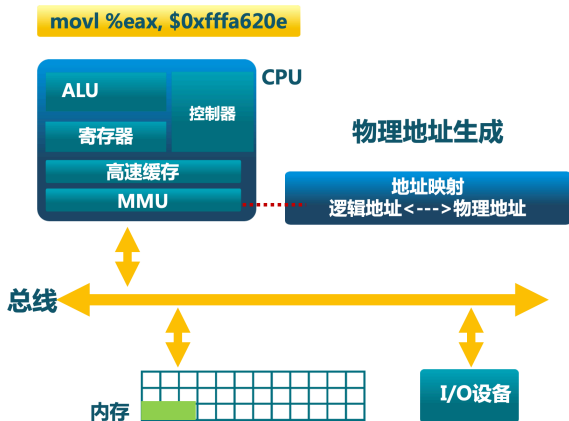 movl %eax, $0xfffa620e
CPU
ALU
控制器
寄存器
高速缓存
MMU
物理地址生成
地址映射
逻辑地址<--->物理地址
总线
内存
I/O设备